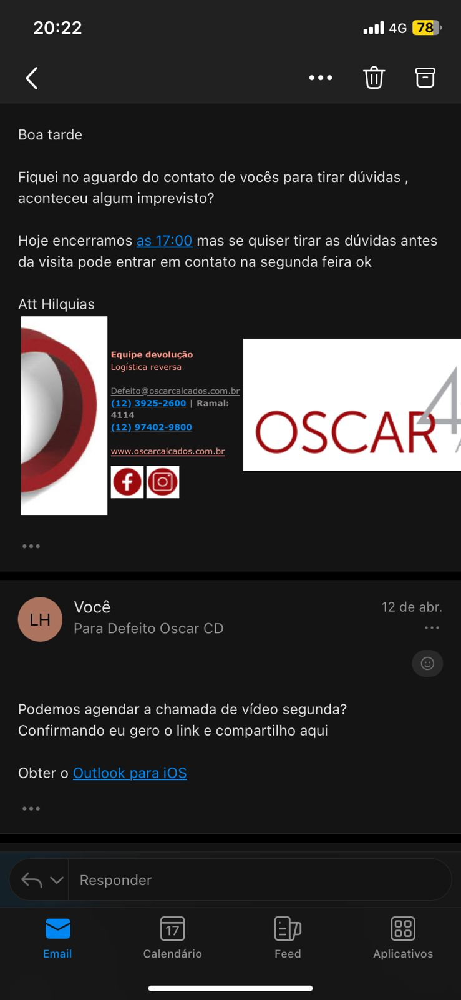 20:22
4G
78
Boa tarde
Fiquei no aguardo do contato de vocês para tirar dúvidas ,
aconteceu algum imprevisto?
Hoje encerramos as 17:00 mas se quiser tirar as dúvidas antes
da visita pode entrar em contato na segunda feira ok
Att Hilquias
Equipe devolução
Logística reversa
Defeito@oscarcalcados.com.br
(12) 3925-2600 | Ramal:
4114
(12) 97402-9800
www.oscarcalcados.com.br
OSCAR 4
LH
Você
12 de abr.
Para Defeito Oscar CD
Podemos agendar a chamada de vídeo segunda?
Confirmando eu gero o link e compartilho aqui
Obter o Outlook para iOS
Responder
17
Email
Calendário
Feed
Aplicativos